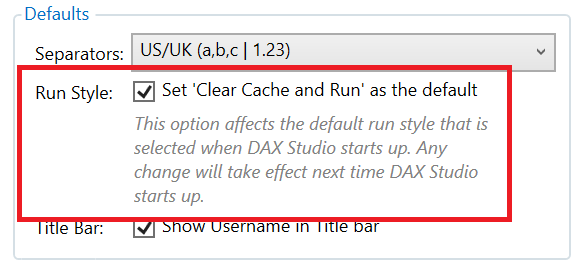 Defaults
Separators: US/UK (a,b,c | 1.23)
Run Style: Set 'Clear Cache and Run' as the default
This option affects the default run style that is
selected when DAX Studio starts up. Any
change will take effect next time DAX Studio
starts up.
Title Bar: Show Username in Title bar